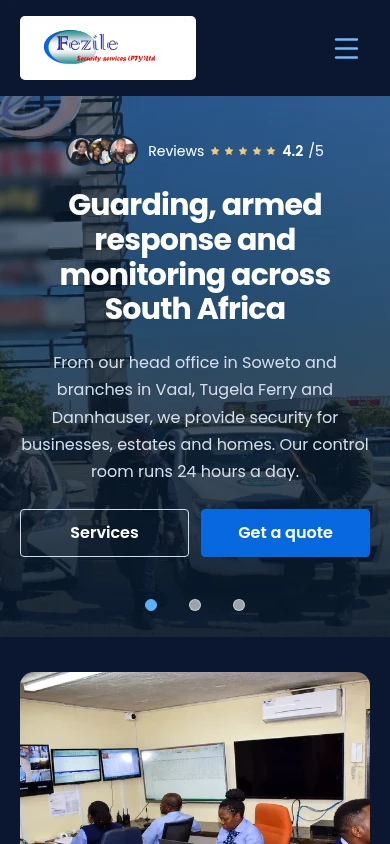 Fezile
Security services (PTY)ltd
Reviews 4.2 /5
Guarding, armed
response and
monitoring across
South Africa
From our head office in Soweto and
branches in Vaal, Tugela Ferry and
Dannhauser, we provide security for
businesses, estates and homes. Our control
room runs 24 hours a day.
Services
Get a quote